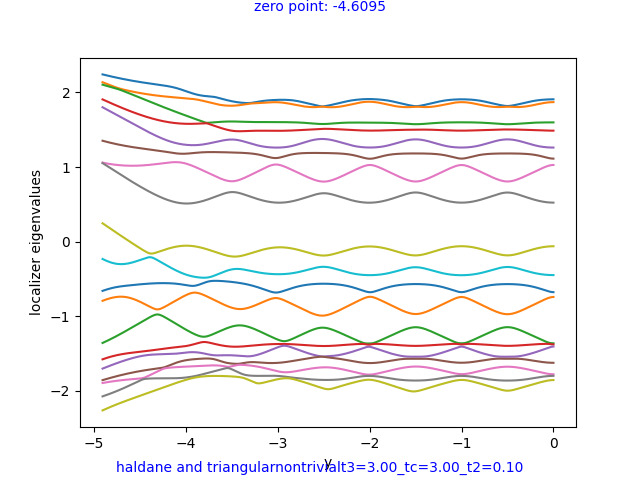 zero point: -4.6095
localizer eigenvalues
2
1
0
−1
−2
−5 −4 −3 −2 −1 0
y
haldane and triangularnontrivialt3=3.00_tc=3.00_t2=0.10